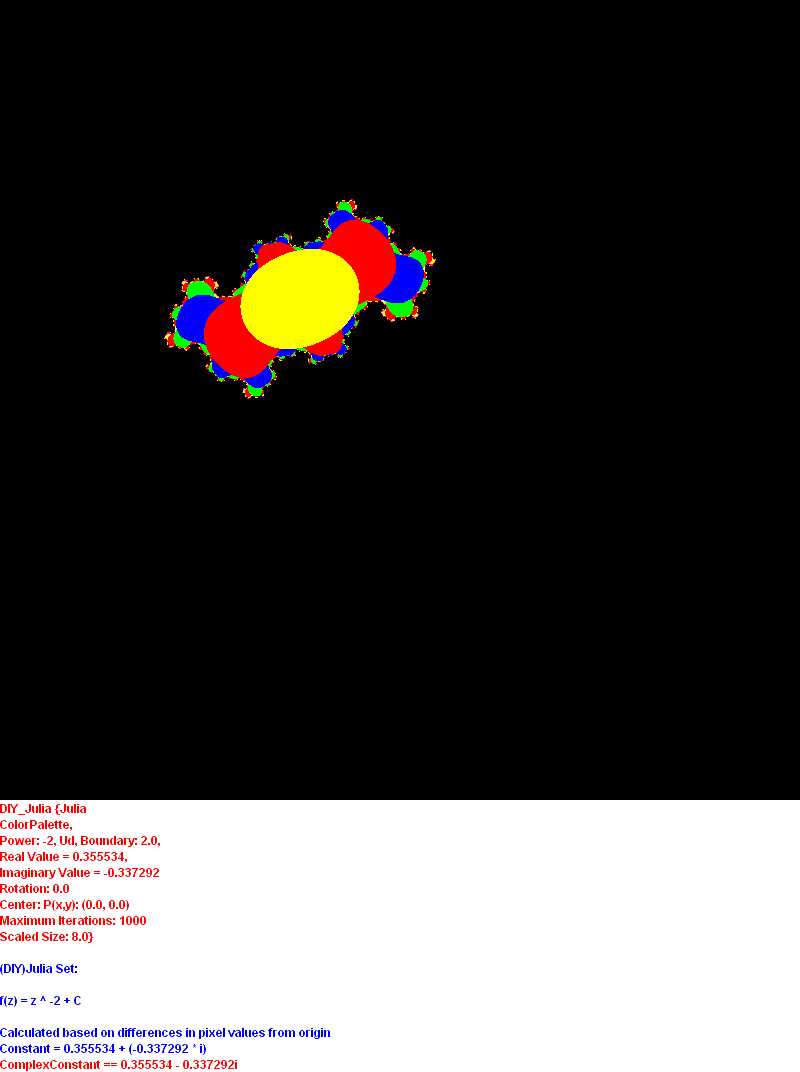 DIY_Julia {Julia
ColorPalette,
Power: -2, Ud, Boundary: 2.0,
Real Value = 0.355534,
Imaginary Value = -0.337292
Rotation: 0.0
Center: P(x,y): (0.0, 0.0)
Maximum Iterations: 1000
Scaled Size: 8.0}
(DIY)Julia Set:
f(z) = z ^ -2 + C
Calculated based on differences in pixel values from origin
Constant = 0.355534 + (-0.337292 * i)
ComplexConstant == 0.355534 - 0.337292i